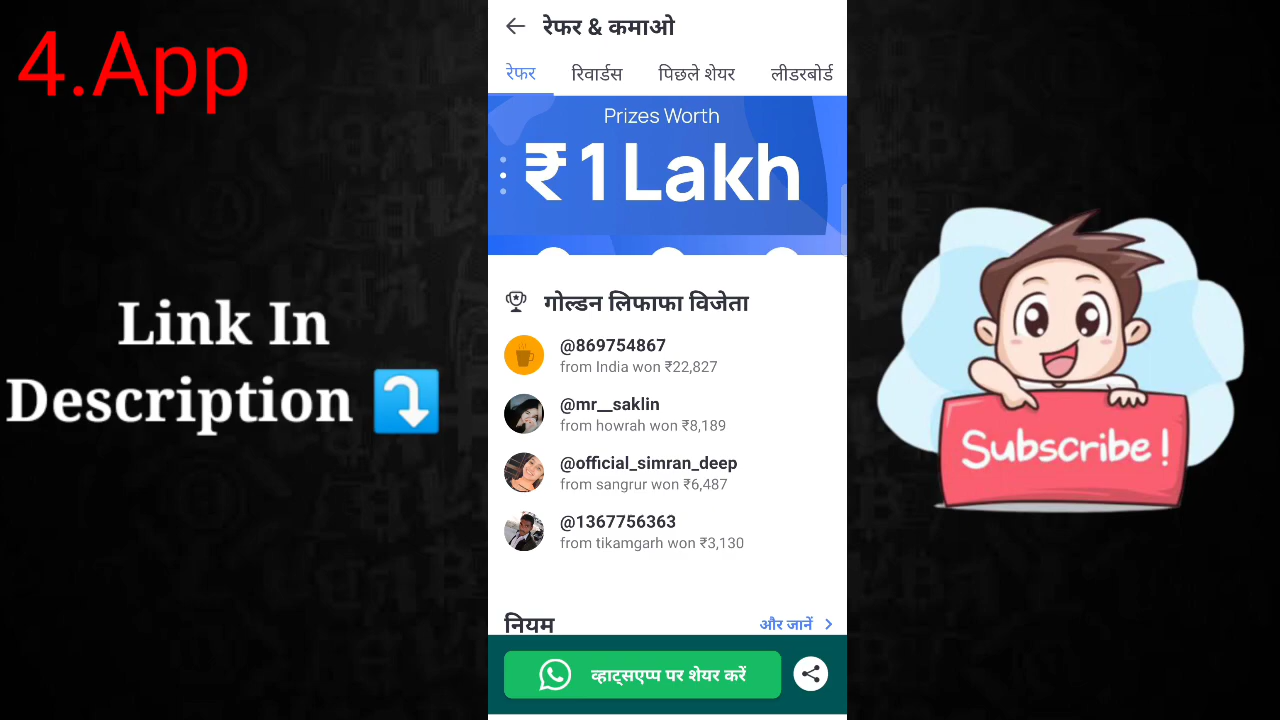 4.App
Link In
Description
रेफर & कमाओ
रेफर रिवार्डस पिछले शेयर लीडरबोर्ड
Prizes Worth
₹1Lakh
गोल्डन लिफाफा विजेता
@869754867
from India won ₹22,827
@mr__saklin
from howrah won ₹8,189
@official_simran_deep
from sangrur won ₹6,487
@1367756363
from tikamgarh won ₹3,130
नियम और जानें
व्हाट्सएप्प पर शेयर करें
Subscribe!